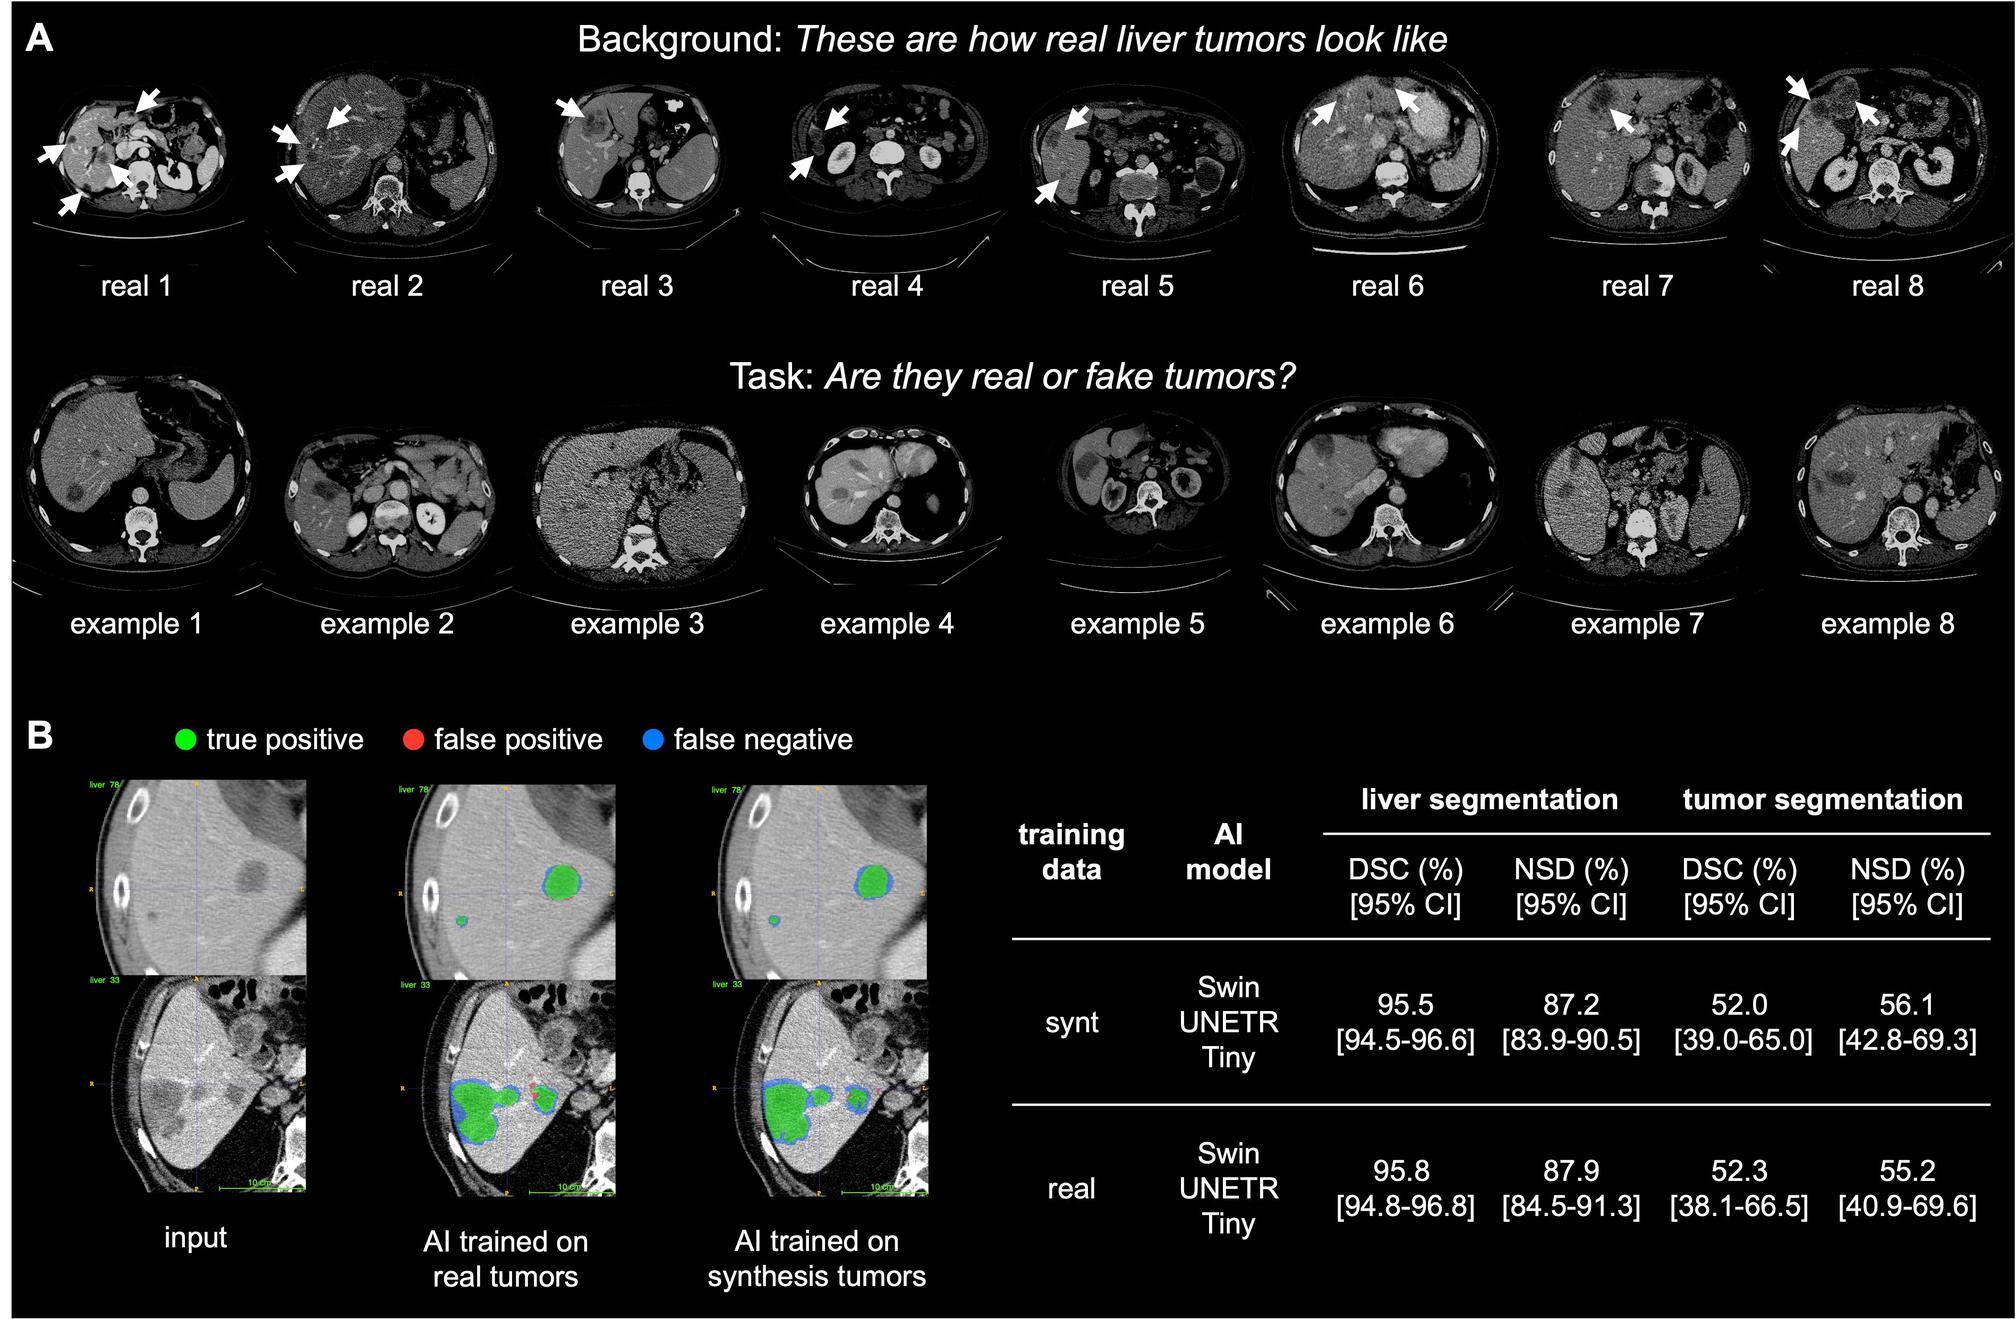 A
Background: These are how real liver tumors look like
real 1
real 2
real 3
real 4
real 5
real 6
real 7
real 8
Task: Are they real or fake tumors?
example 1
example 2
example 3
example 4
example 5
example 6
example 7
example 8
B
true positive
false positive
false negative
liver 78
liver 78
liver 78
A
A
A
R
L
R
L
R
L
liver 33
liver 33
liver 33
A
A
A
R
L
R
L
R
L
10 cm
10 cm
10 cm
P
P
P
input
AI trained on
real tumors
AI trained on
synthesis tumors
training
data
AI
model
liver segmentation
tumor segmentation
DSC (%)
[95% CI]
NSD (%)
[95% CI]
DSC (%)
[95% CI]
NSD (%)
[95% CI]
synt
Swin
UNETR
Tiny
95.5
[94.5-96.6]
87.2
[83.9-90.5]
52.0
[39.0-65.0]
56.1
[42.8-69.3]
real
Swin
UNETR
Tiny
95.8
[94.8-96.8]
87.9
[84.5-91.3]
52.3
[38.1-66.5]
55.2
[40.9-69.6]